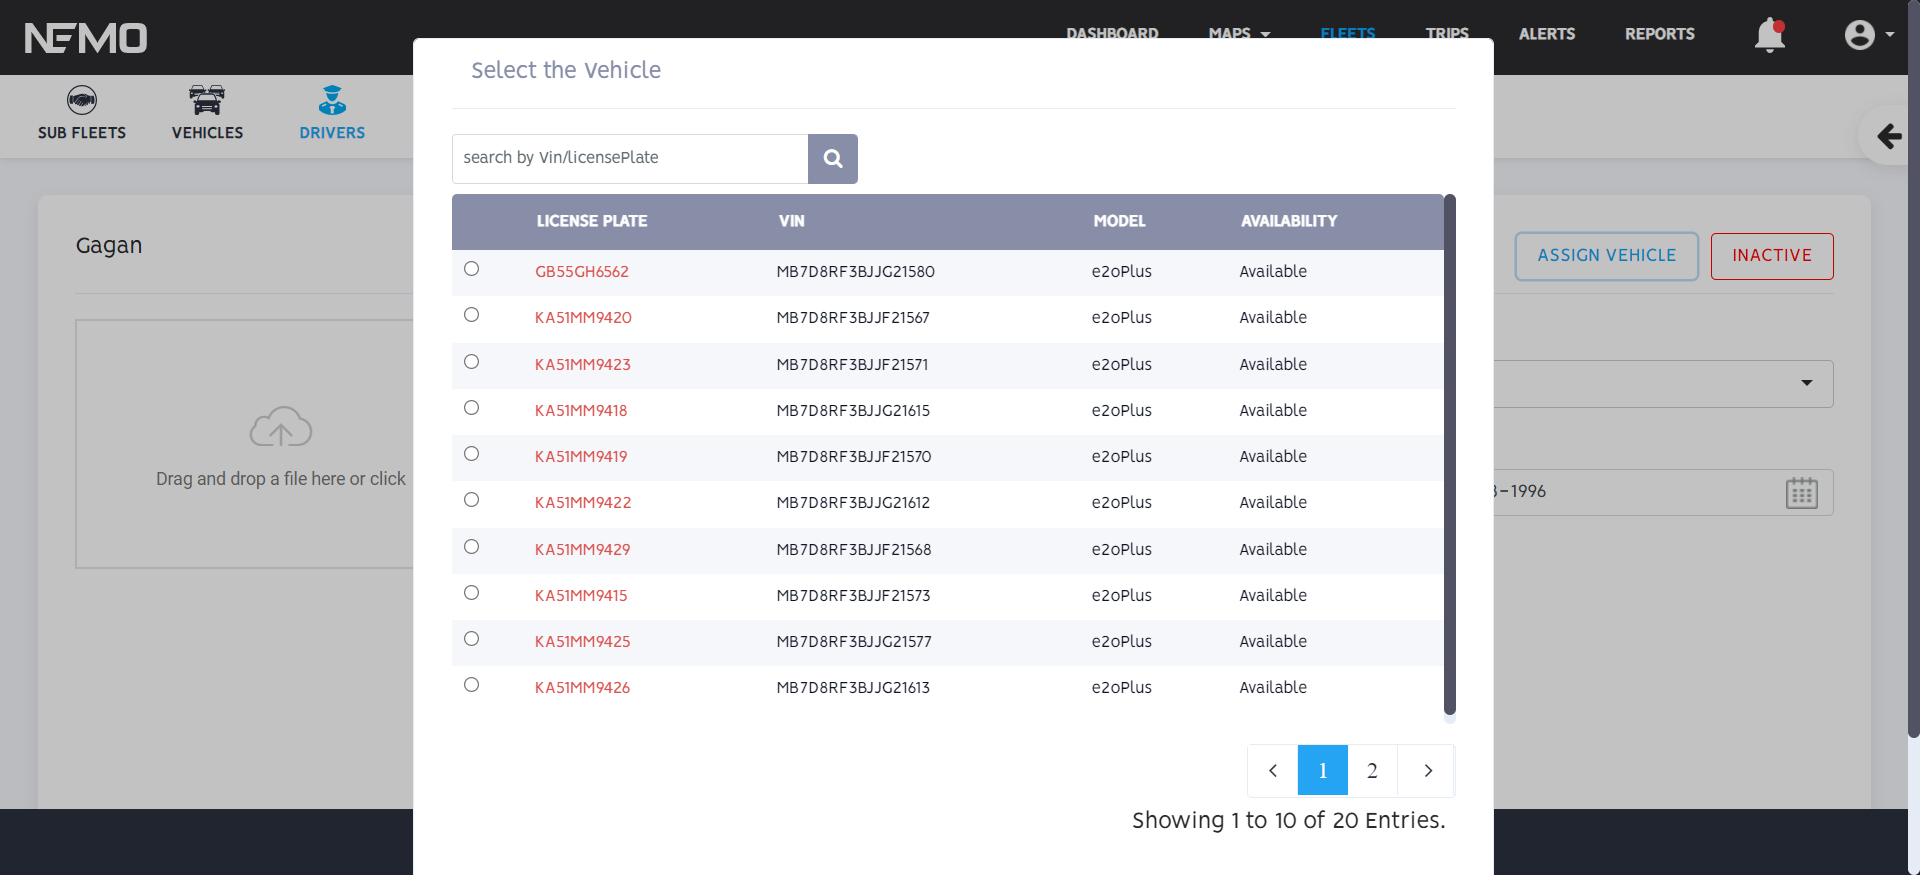 NEMO
DASHBOARD MAPS FLEETS TRIPS ALERTS REPORTS
SUB FLEETS VEHICLES DRIVERS
Select the Vehicle
search by Vin/licensePlate
Gagan
ASSIGN VEHICLE INACTIVE
LICENSE PLATE VIN MODEL AVAILABILITY
GB55GH6562 MB7D8RF3BJJG21580 e2oPlus Available
KA51MM9420 MB7D8RF3BJJF21567 e2oPlus Available
KA51MM9423 MB7D8RF3BJJF21571 e2oPlus Available
KA51MM9418 MB7D8RF3BJJG21615 e2oPlus Available
KA51MM9419 MB7D8RF3BJJG21570 e2oPlus Available
KA51MM9422 MB7D8RF3BJJG21612 e2oPlus Available
KA51MM9429 MB7D8RF3BJJF21568 e2oPlus Available
KA51MM9415 MB7D8RF3BJJF21573 e2oPlus Available
KA51MM9425 MB7D8RF3BJJG21577 e2oPlus Available
KA51MM9426 MB7D8RF3BJJG21613 e2oPlus Available
Drag and drop a file here or click
-1996
1 2
Showing 1 to 10 of 20 Entries.